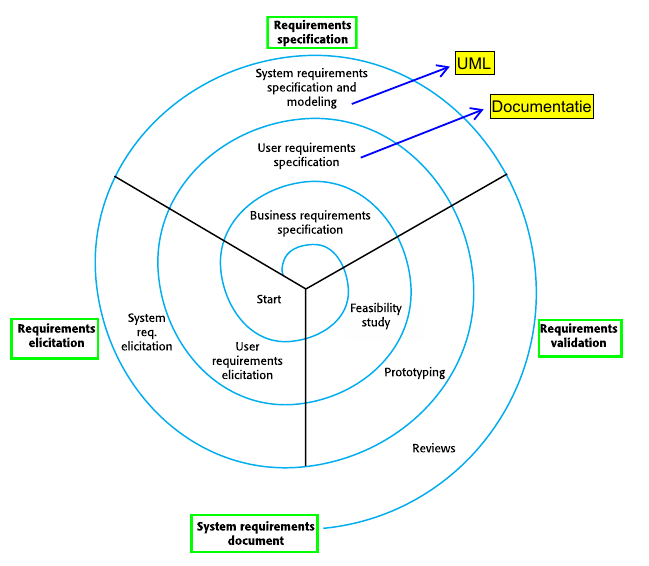 Requirements
specification
UML
System requirements
specification and
modeling
Documentatie
User requirements
specification
Business requirements
specification
Start
Feasibility
study
System
req.
elicitation
Requirements
elicitation
Requirements
validation
User
requirements
elicitation
Prototyping
Reviews
System requirements
document